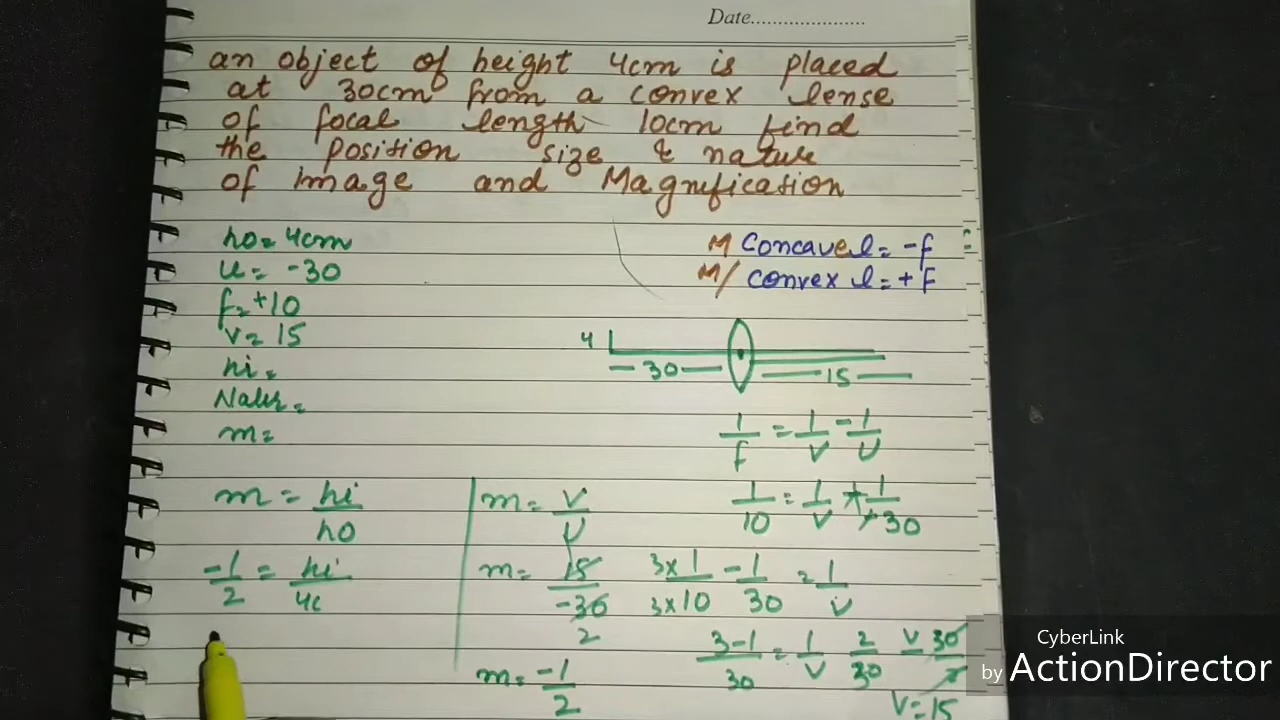 Date.....................
an object of height 4cm is placed
at 30cm from a convex lense
of focal length 10cm find
the position size & nature
of image and Magnification
ho = 4cm
u = -30
f = +10
v = 15
hi =
m =
M Concave l = -f
M/ convex l = + F
4
30
15
1/f = 1/v - 1/u
1/10 = 1/v + 1/+30
3x1/3x10 - 1/30 = 1/v
3-1/30 = 1/v 2/30 v 30/2
v = 15
m = hi/ho
-1/2 = hi/4
m = v/u
m = 15/-30
2
m = -1/2
CyberLink
by ActionDirector